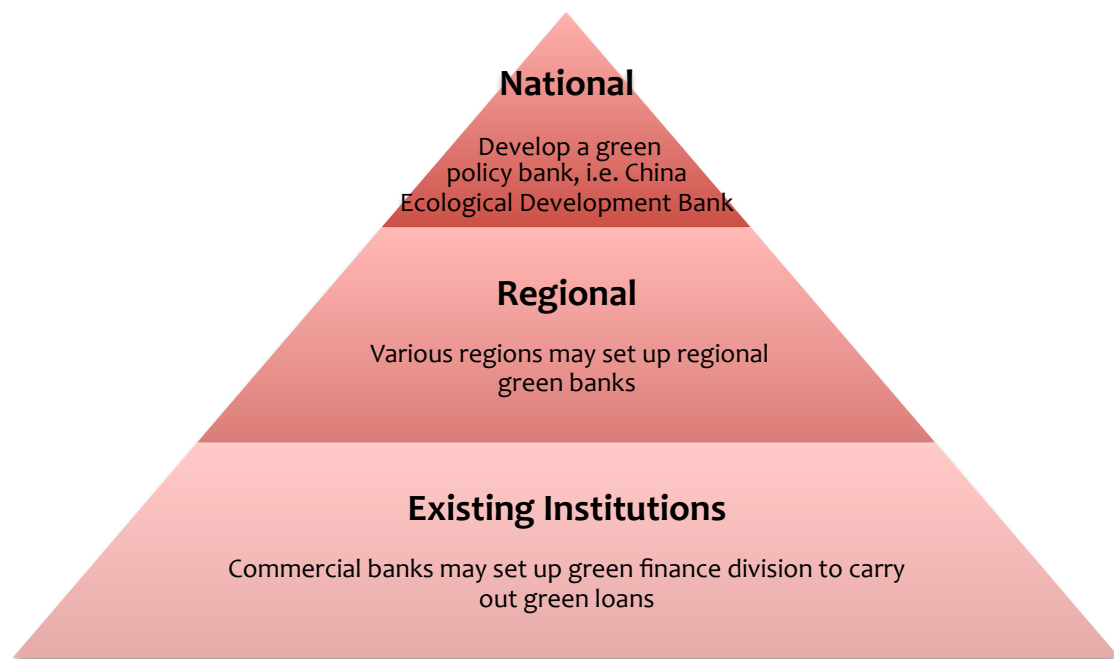 National
Develop a green
policy bank, i.e. China
Ecological Development Bank
Regional
Various regions may set up regional
green banks
Existing Institutions
Commercial banks may set up green finance division to carry
out green loans